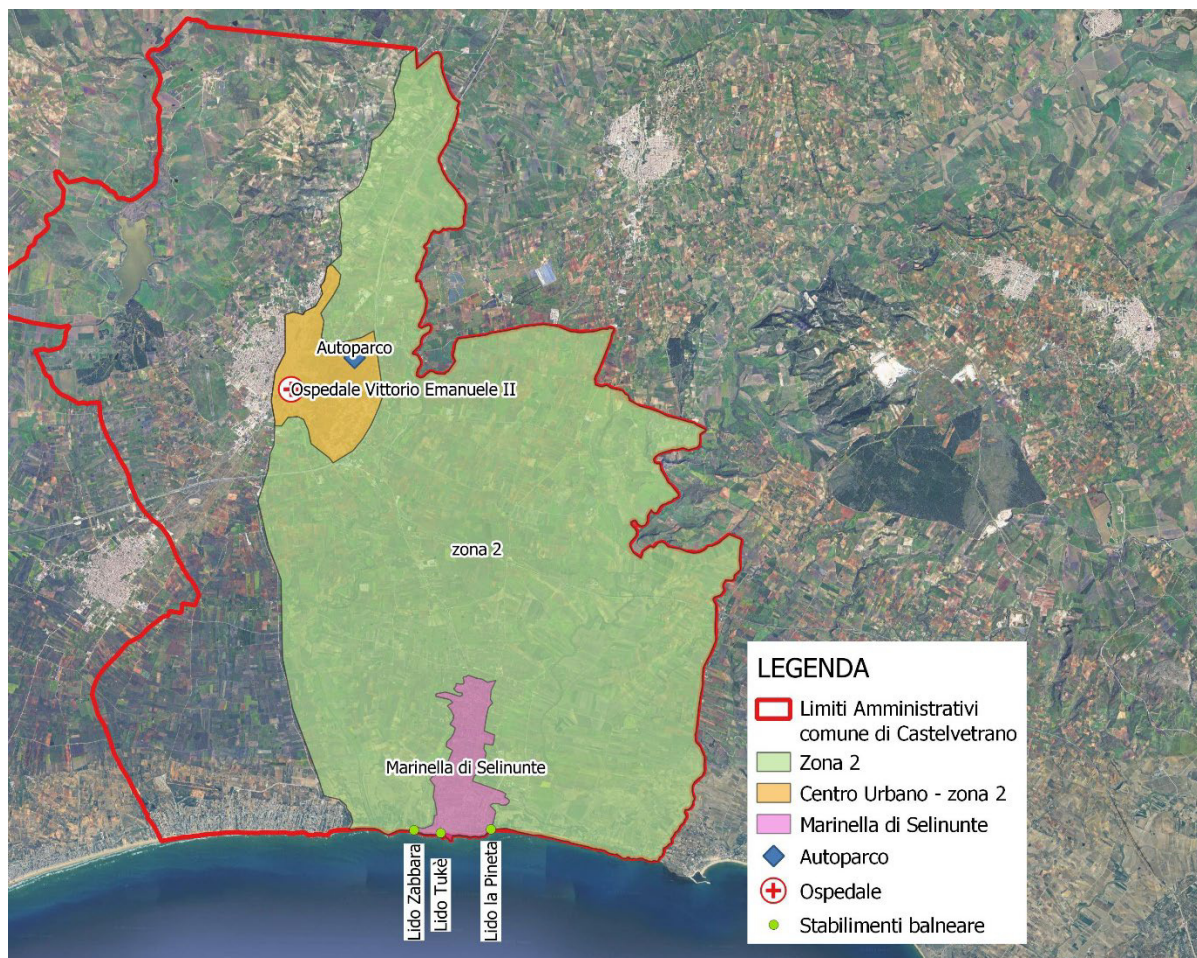 Autoparco
Ospedale Vittorio Emanuele II
zona 2
Marinella di Selinunte
Lido Zabbara
Lido Tukè
Lido la Pineta
LEGENDA
Limiti Amministrativi
comune di Castelvetrano
Zona 2
Centro Urbano - zona 2
Marinella di Selinunte
Autoparco
Ospedale
Stabilimenti balneare